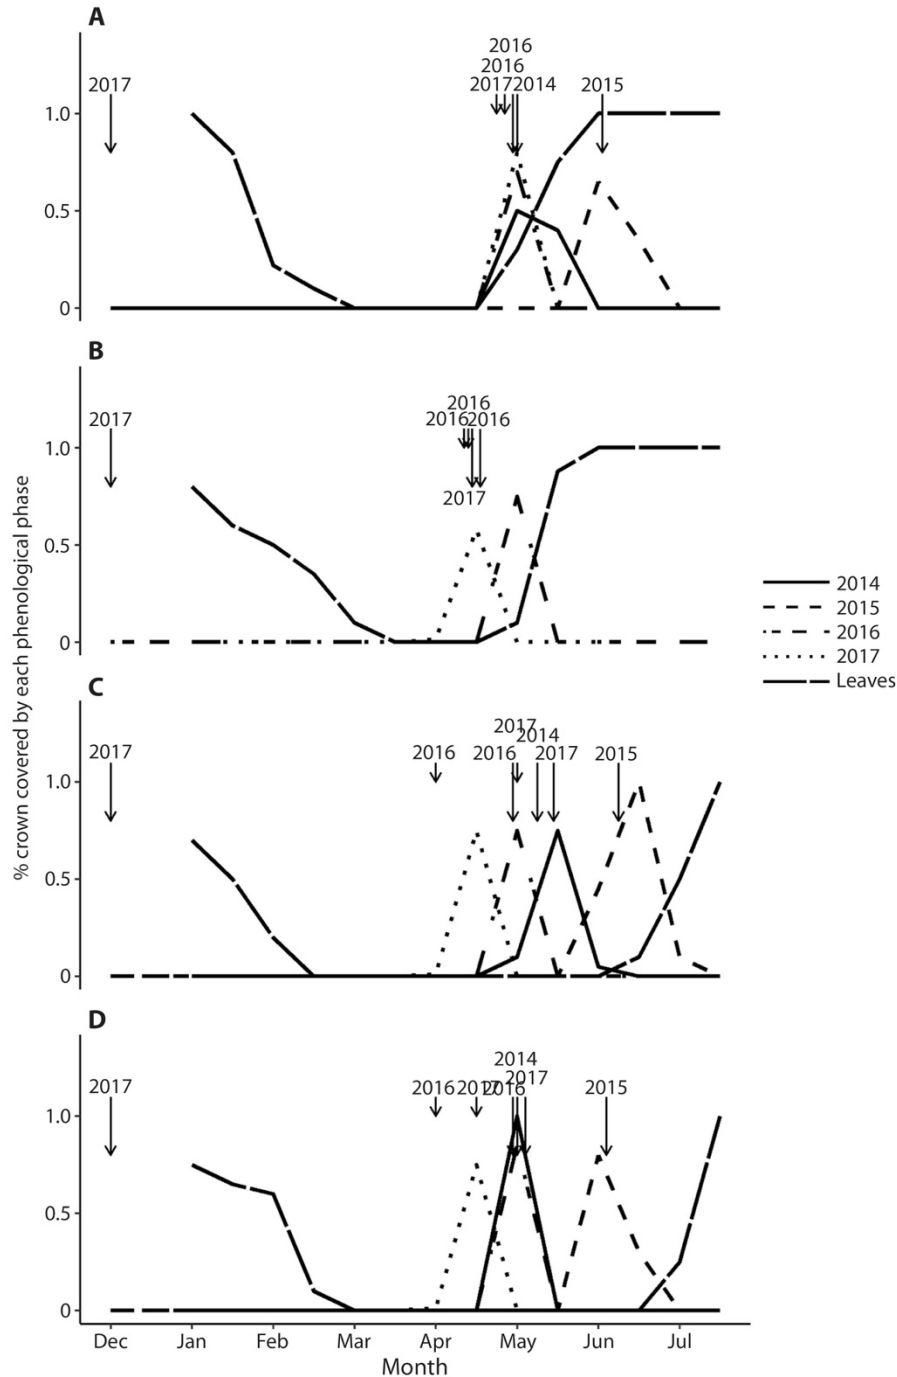 A
2016
2016
2017 2017 2014 2015
1.0
0.5
0
B
2016
2017 2016 2016
1.0
2017
0.5
0
% crown covered by each phenological phase
2014
2015
2016
2017
Leaves
C
2017
2014
2017 2016 2016 2017 2015
1.0
0.5
0
D
2014
2017
2017 2016 2017 2016 2015
1.0
0.5
0
Dec Jan Feb Mar Apr May Jun Jul
Month